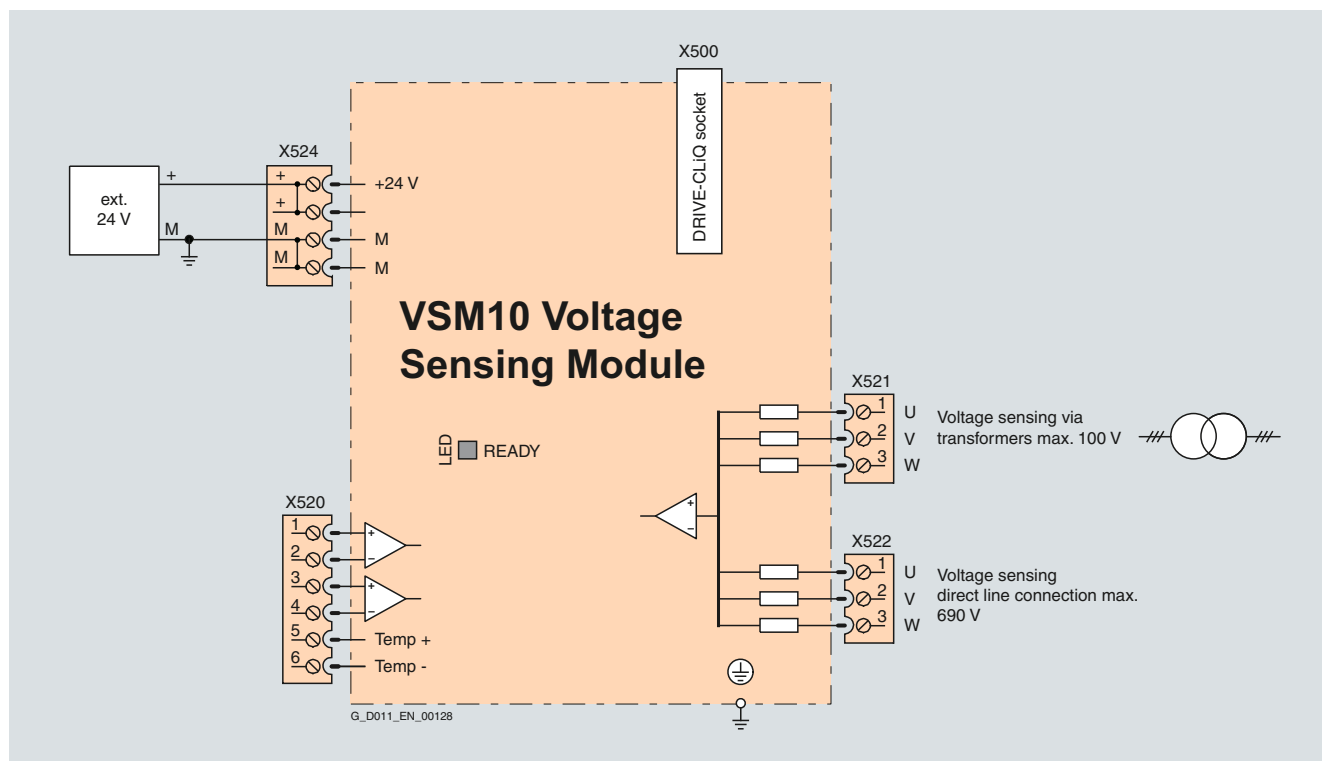 X500
DRIVE-CLiQ socket
X524
ext.
24 V
+
M
+
+
M
M
+24 V
M
M
VSM10 Voltage
Sensing Module
LED
READY
X521
1
2
3
U
V
W
Voltage sensing via
transformers max. 100 V
X520
1
2
3
4
5
6
+
–
+
–
Temp +
Temp -
+
–
X522
1
2
3
U
V
W
Voltage sensing
direct line connection max.
690 V
G_D011_EN_00128